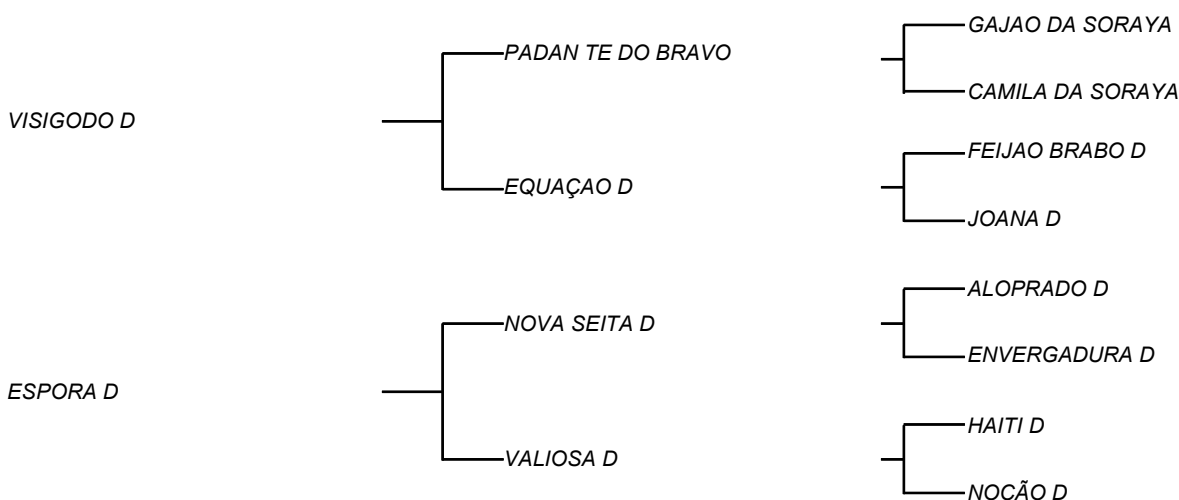 GAJAO DA SORAYA
PADAN TE DO BRAVO
CAMILA DA SORAYA
VISIGODO D
FEIJAO BRABO D
EQUAÇAO D
JOANA D
ALOPRADO D
NOVA SEITA D
ENVERGADURA D
ESPORA D
HAITI D
VALIOSA D
NOÇÃO D